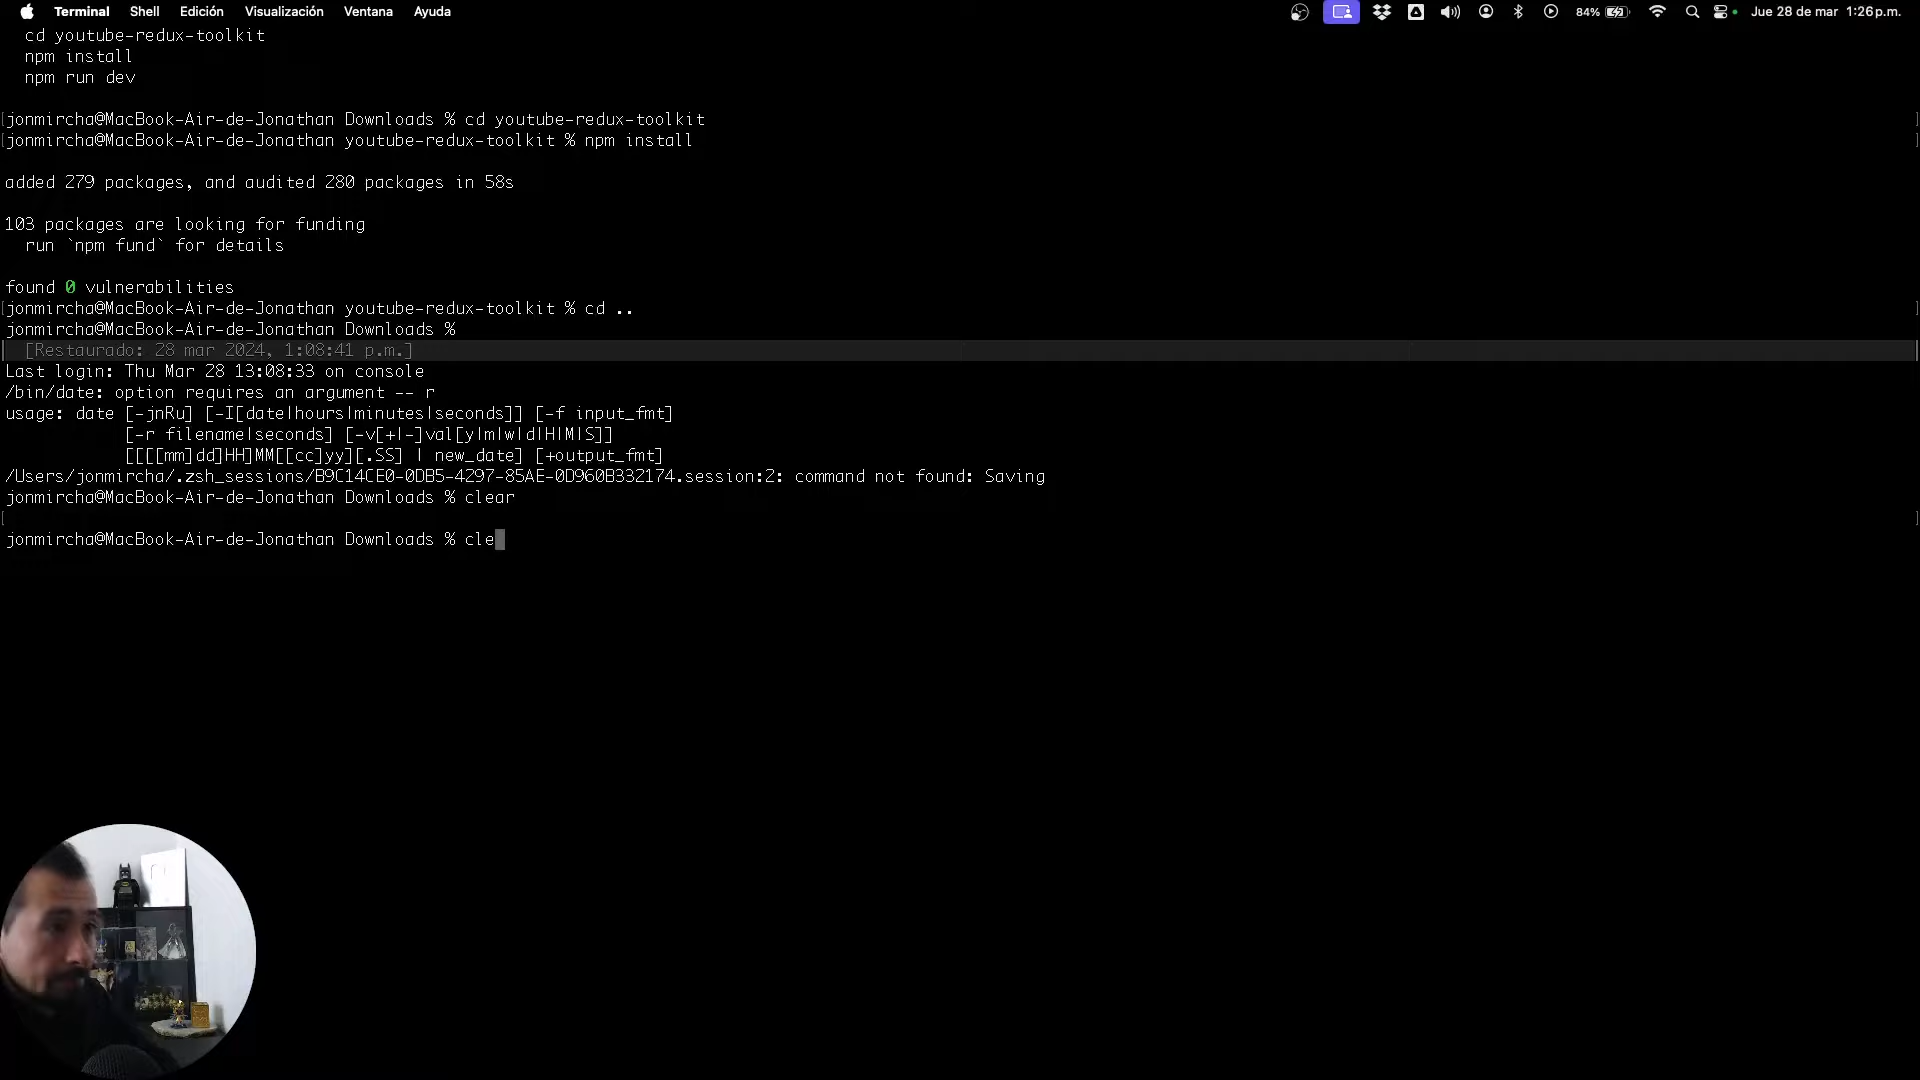 Terminal Shell Edición Visualización Ventana Ayuda 84% Jue 28 de mar 1:26 p.m.
cd youtube-redux-toolkit
npm install
npm run dev
[jonmircha@MacBook-Air-de-Jonathan Downloads % cd youtube-redux-toolkit ]
[jonmircha@MacBook-Air-de-Jonathan youtube-redux-toolkit % npm install ]
added 279 packages, and audited 280 packages in 58s
103 packages are looking for funding
run `npm fund` for details
found 0 vulnerabilities
[jonmircha@MacBook-Air-de-Jonathan youtube-redux-toolkit % cd .. ]
jonmircha@MacBook-Air-de-Jonathan Downloads %
[Restaurado: 28 mar 2024, 1:08:41 p.m.]
Last login: Thu Mar 28 13:08:33 on console
/bin/date: option requires an argument -- r
usage: date [-jnRu] [-I[date|hours|minutes|seconds]] [-f input_fmt]
[-r filename|seconds] [-v[+|-]val[y|m|w|d|H|M|S]]
[[[[mm]dd]HH]MM[[cc]yy][.SS] | new_date] [+output_fmt]
/Users/jonmircha/.zsh_sessions/B9C14CE0-0DB5-4297-85AE-0D960B332174.session:2: command not found: Saving
jonmircha@MacBook-Air-de-Jonathan Downloads % clear
[ ]
jonmircha@MacBook-Air-de-Jonathan Downloads % cle